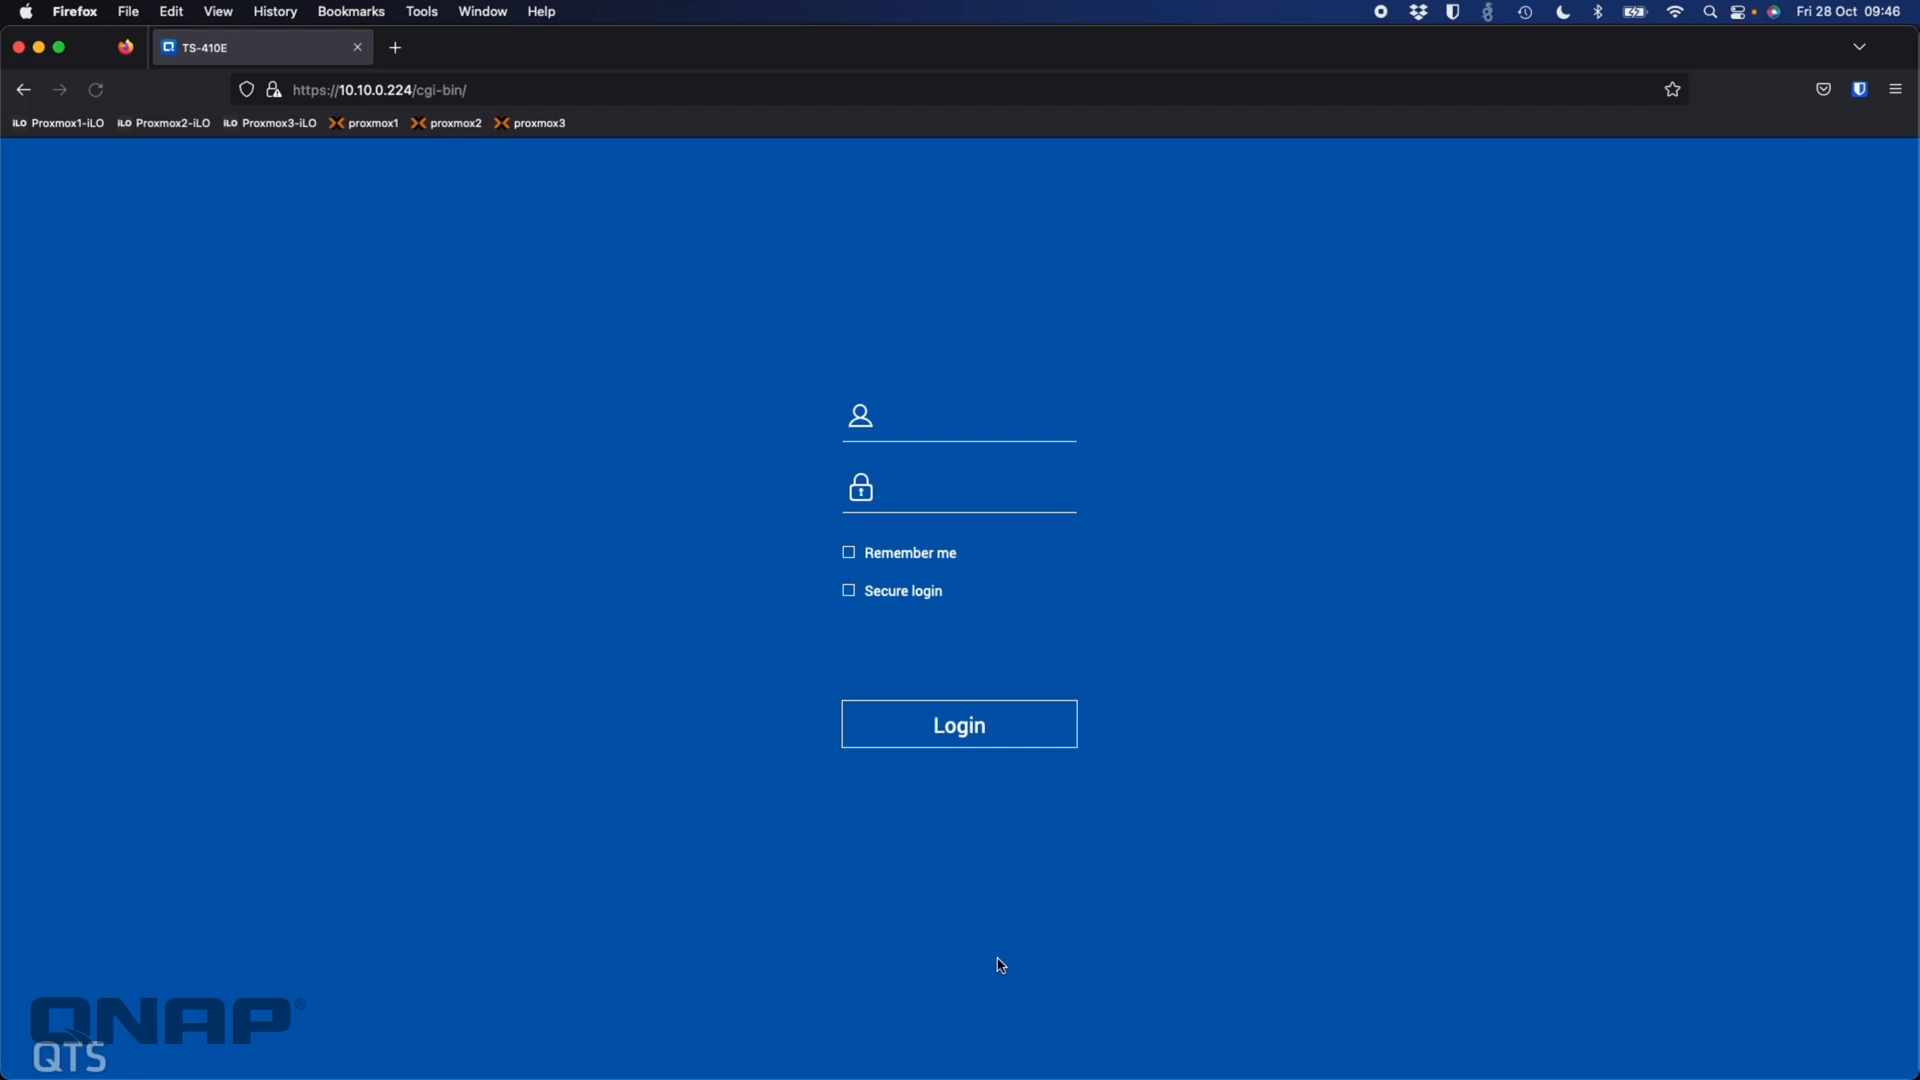 Firefox File Edit View History Bookmarks Tools Window Help Fri 28 Oct 09:46
TS-410E
https://10.10.0.224/cgi-bin/
iLO Proxmox1-iLO iLO Proxmox2-iLO iLO Proxmox3-iLO proxmox1 proxmox2 proxmox3
Remember me
Secure login
Login
QNAP®
QTS